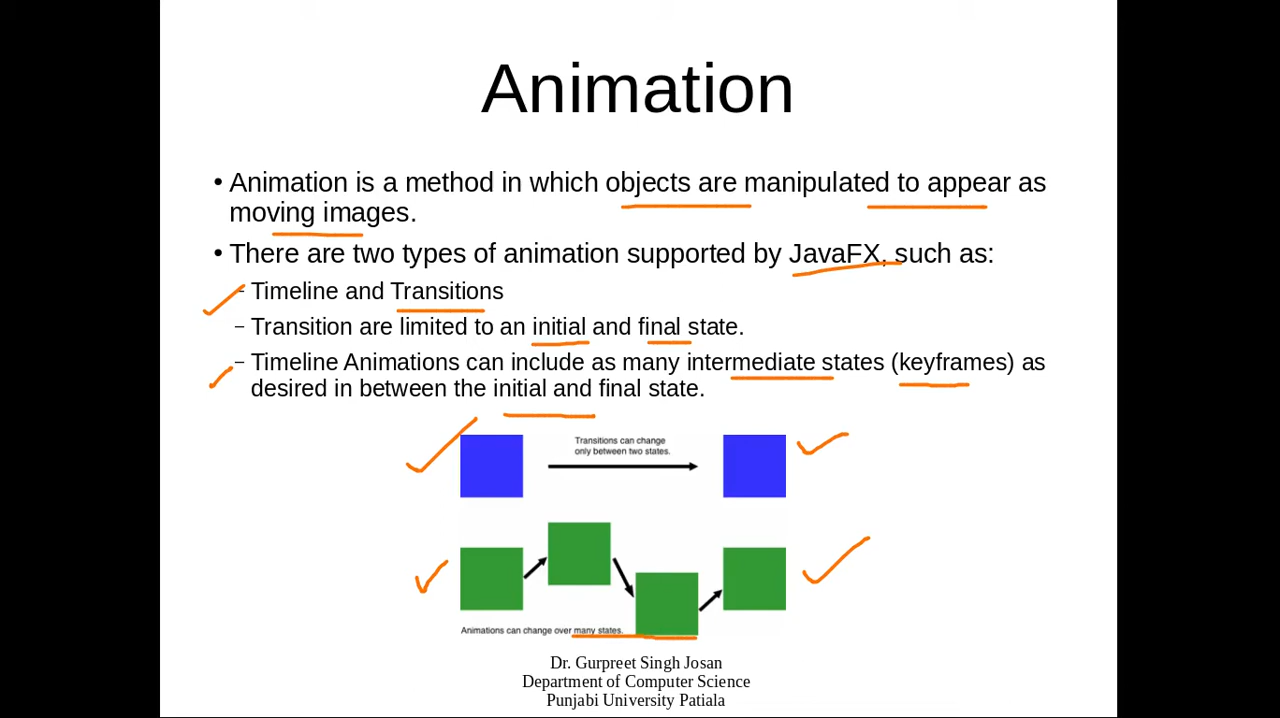 Animation
• Animation is a method in which objects are manipulated to appear as
moving images.
• There are two types of animation supported by JavaFX, such as:
– Timeline and Transitions
– Transition are limited to an initial and final state.
– Timeline Animations can include as many intermediate states (keyframes) as
desired in between the initial and final state.
Transitions can change
only between two states.
Animations can change over many states.
Dr. Gurpreet Singh Josan
Department of Computer Science
Punjabi University Patiala